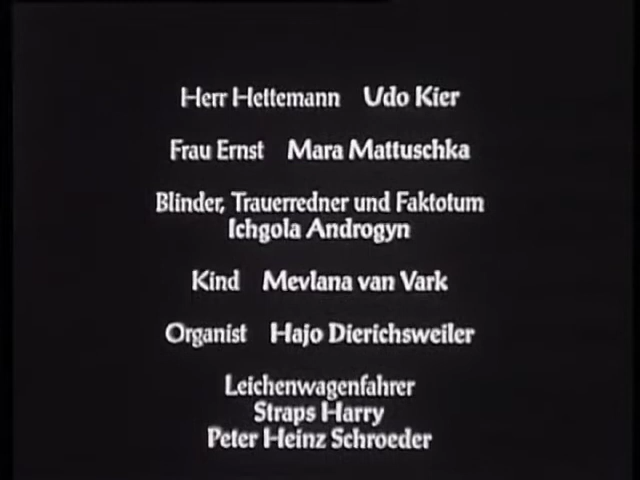 Herr Hettemann Udo Kier
Frau Ernst Mara Mattuschka
Blinder, Trauerredner und Faktotum
Ichgola Androgyn
Kind Mevlana van Vark
Organist Hajo Dierichsweiler
Leichenwagenfahrer
Straps Harry
Peter Heinz Schroeder